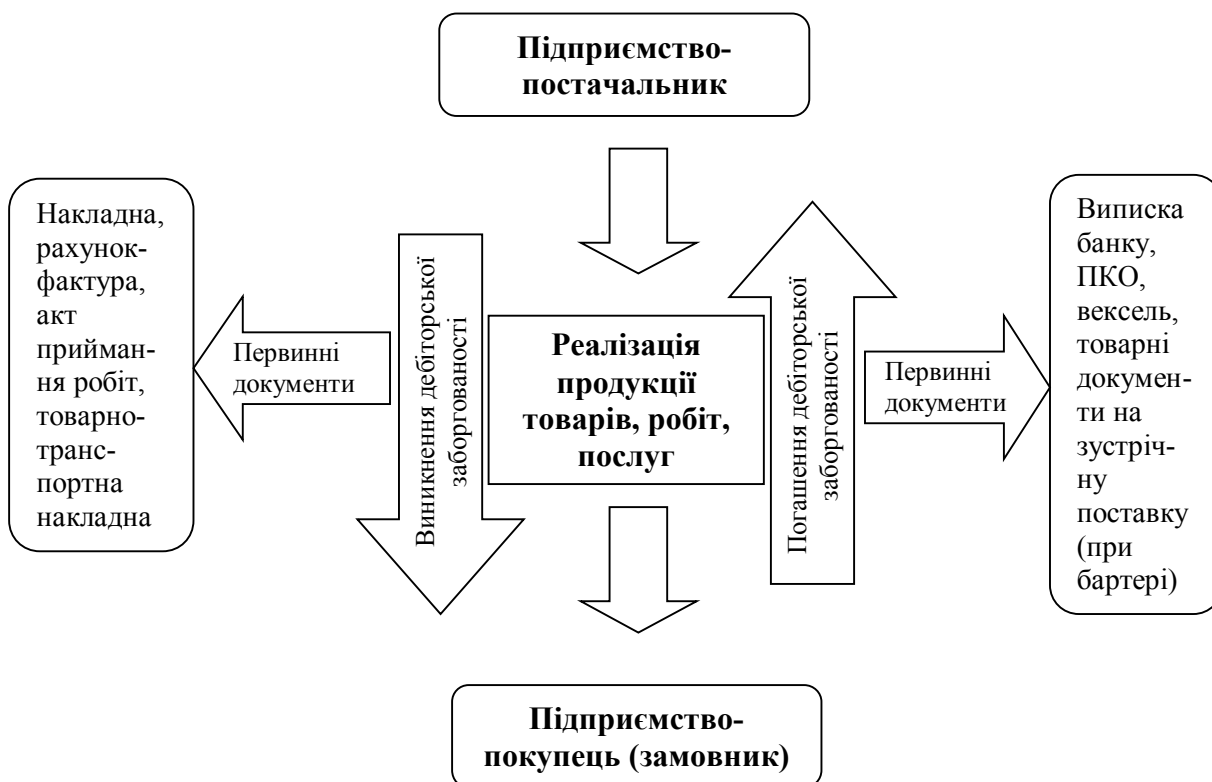 Підприємство-
постачальник
Накладна,
рахунок-
фактура,
акт
прийман-
ня робіт,
товарно-
транс-
портна
накладна
Первинні
документи
Виникнення дебіторської
заборгованості
Реалізація
продукції
товарів, робіт,
послуг
Погашення дебіторської
заборгованості
Первинні
документи
Виписка
банку,
ПКО,
вексель,
товарні
докумен-
ти на
зустріч-
ну
поставку
(при
бартері)
Підприємство-
покупець (замовник)